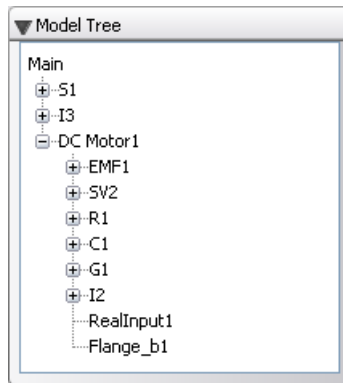 Model Tree
Main
S1
I3
DC Motor1
EMF1
SV2
R1
C1
G1
I2
RealInput1
Flange_b1